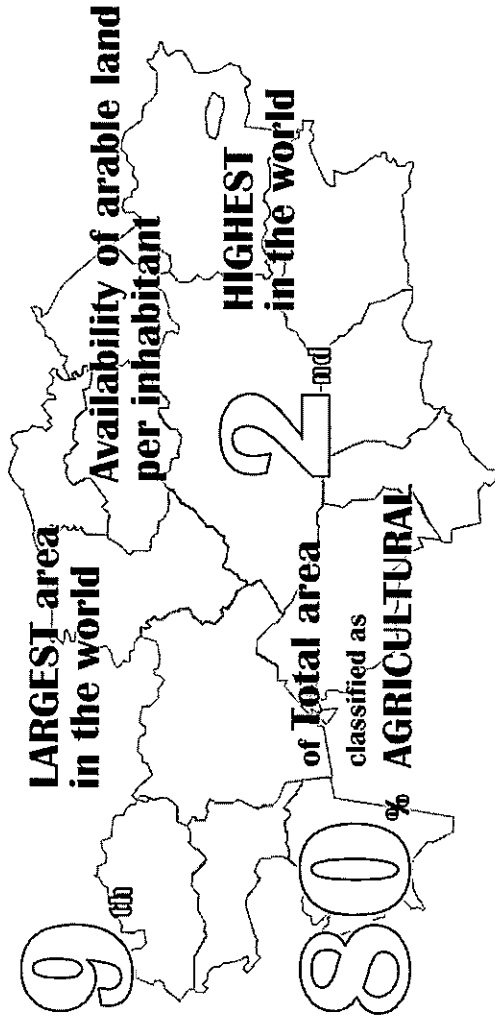 9th
LARGEST area
in the world
Availability of arable land
per inhabitant
2nd
HIGHEST
in the world
80%
of Total area
classified as
AGRICULTURAL